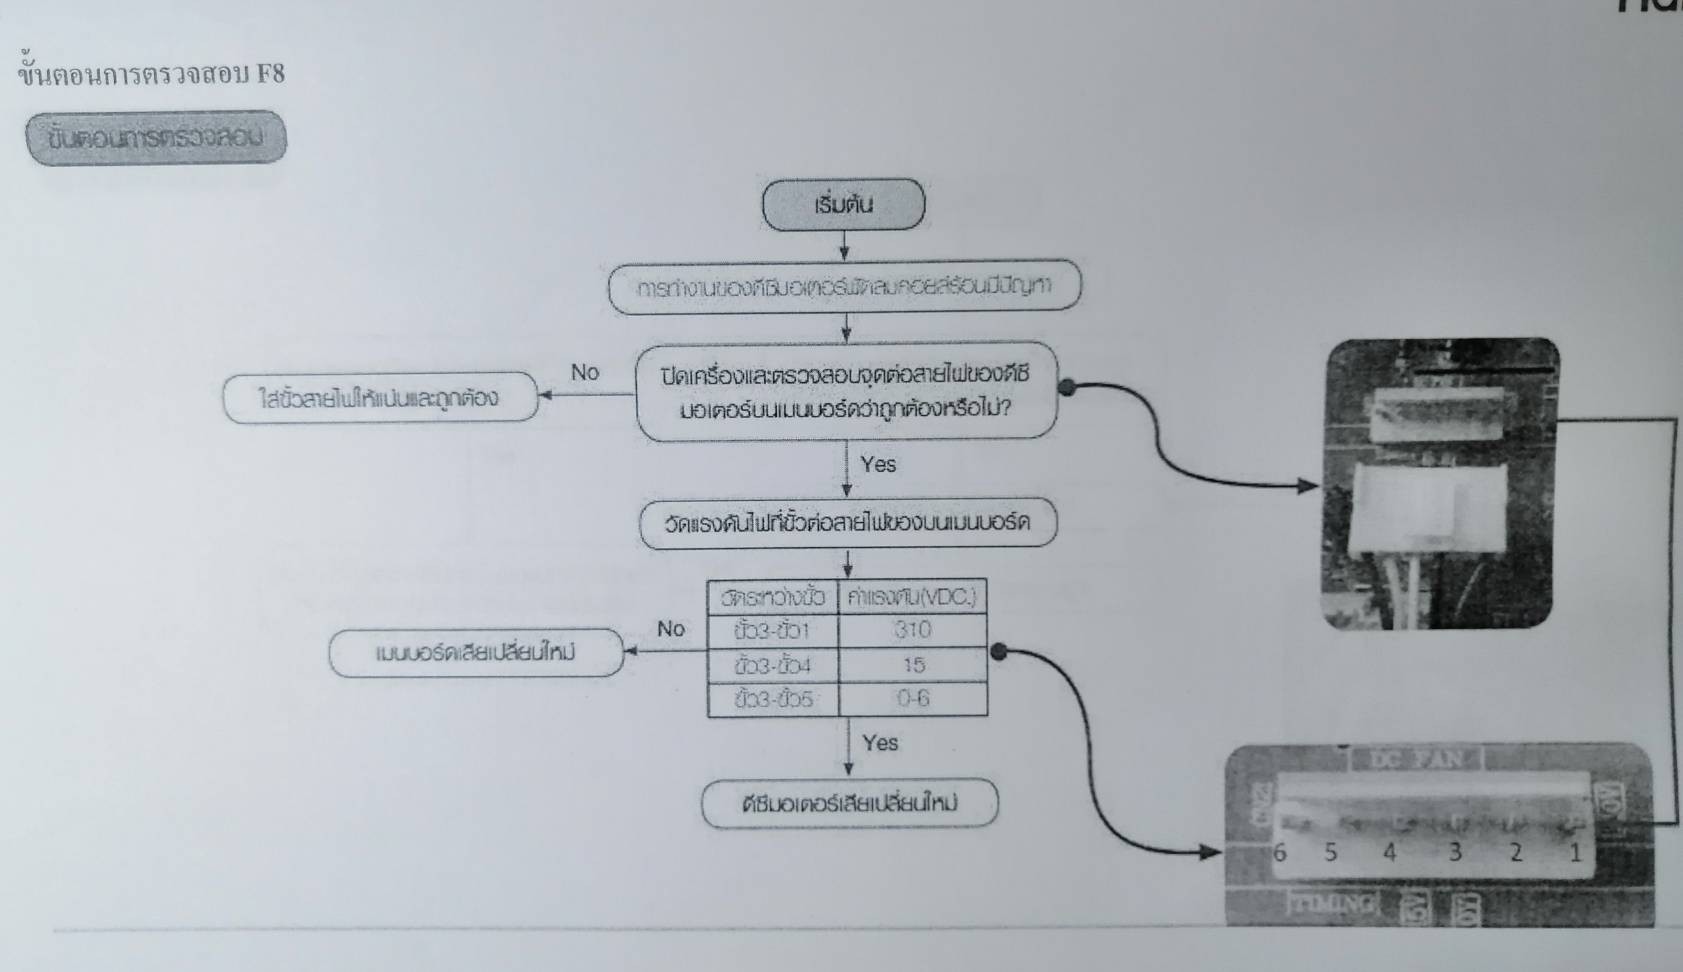 ขั้นตอนการตรวจสอบ F8
ขั้นตอนการตรวจสอบ
เริ่มต้น
การทำงานของดีซีมอเตอร์พัดลมคอยล์ร้อนมีปัญหา
ปิดเครื่องและตรวจสอบจุดต่อสายไฟของดีซี
มอเตอร์บนเมนบอร์ดว่าถูกต้องหรือไม่?
No
ใส่ขั้วสายไฟให้แน่นและถูกต้อง
Yes
วัดแรงดันไฟที่ขั้วต่อสายไฟของบนเมนบอร์ด
วัดระหว่างขั้ว ค่าแรงดัน(VDC.)
ขั้ว3-ขั้ว1 310
ขั้ว3-ขั้ว4 15
ขั้ว3-ขั้ว5 0-6
No
เมนบอร์ดเสียเปลี่ยนใหม่
Yes
ดีซีมอเตอร์เสียเปลี่ยนใหม่
DC FAN
6 5 4 3 2 1
TIMING